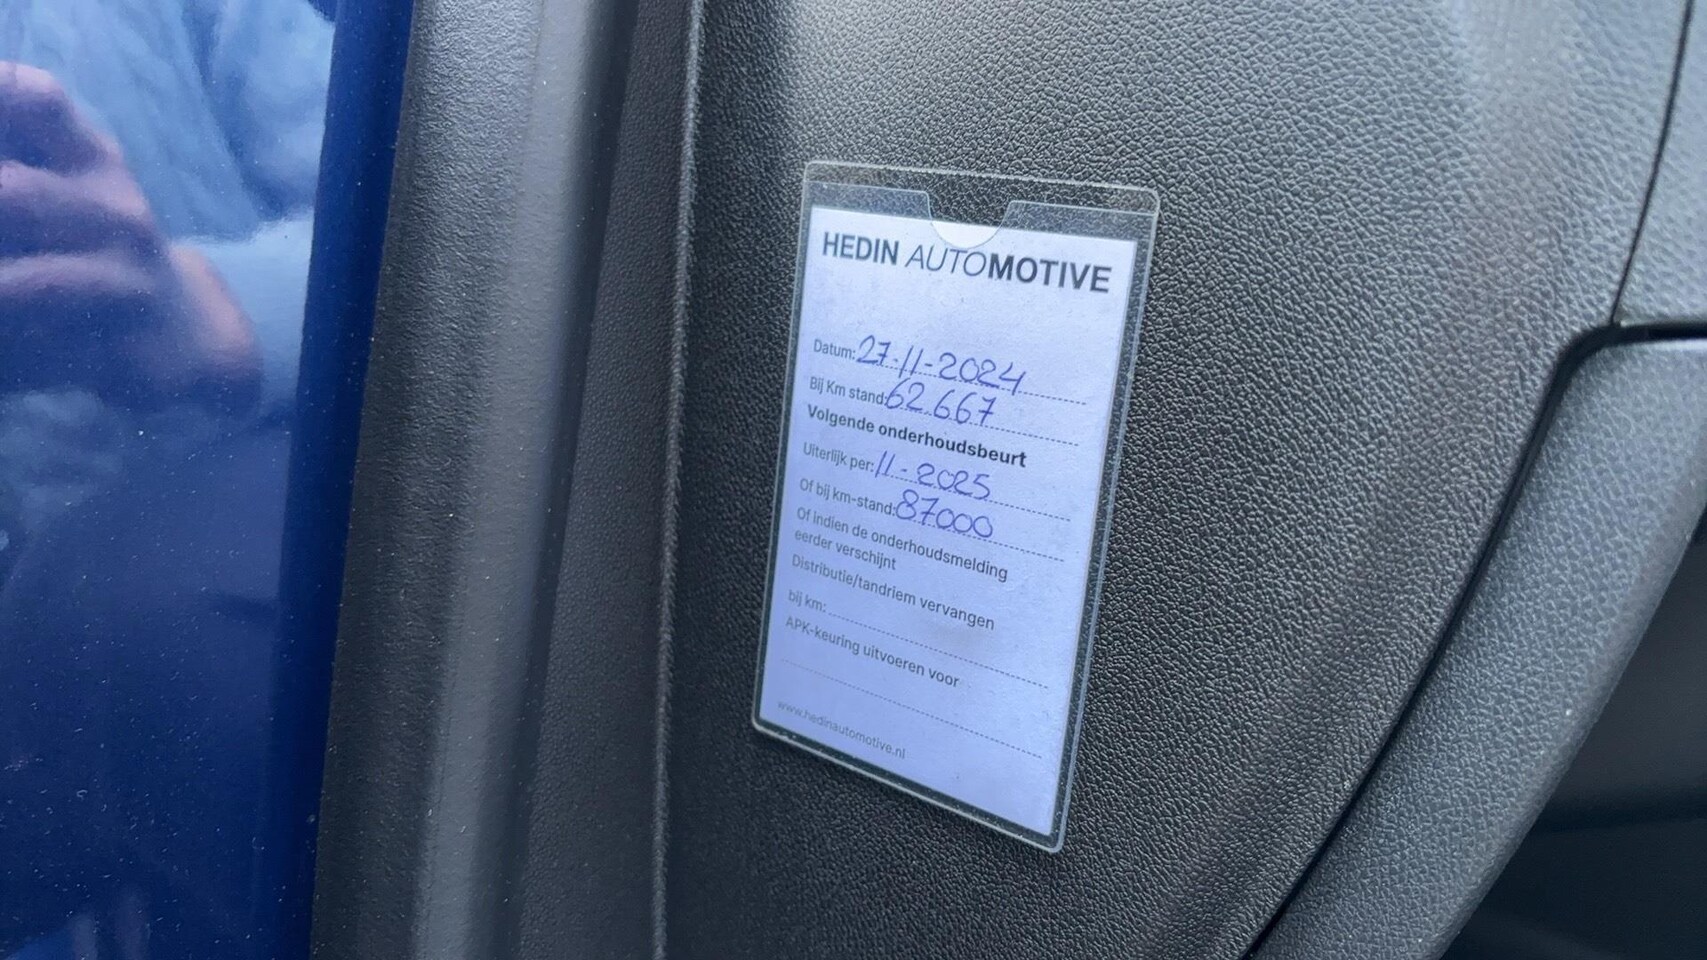 HEDIN AUTOMOTIVE
Datum: 27-11-2024
Bij Km stand: 62.667
Volgende onderhoudsbeurt
Uiterlijk per: 11-2025
Of bij km-stand: 87000
Of indien de onderhoudsmelding
eerder verschijnt
Distributie/tandriem vervangen
bij km:
APK-keuring uitvoeren voor
www.hedinautomotive.nl